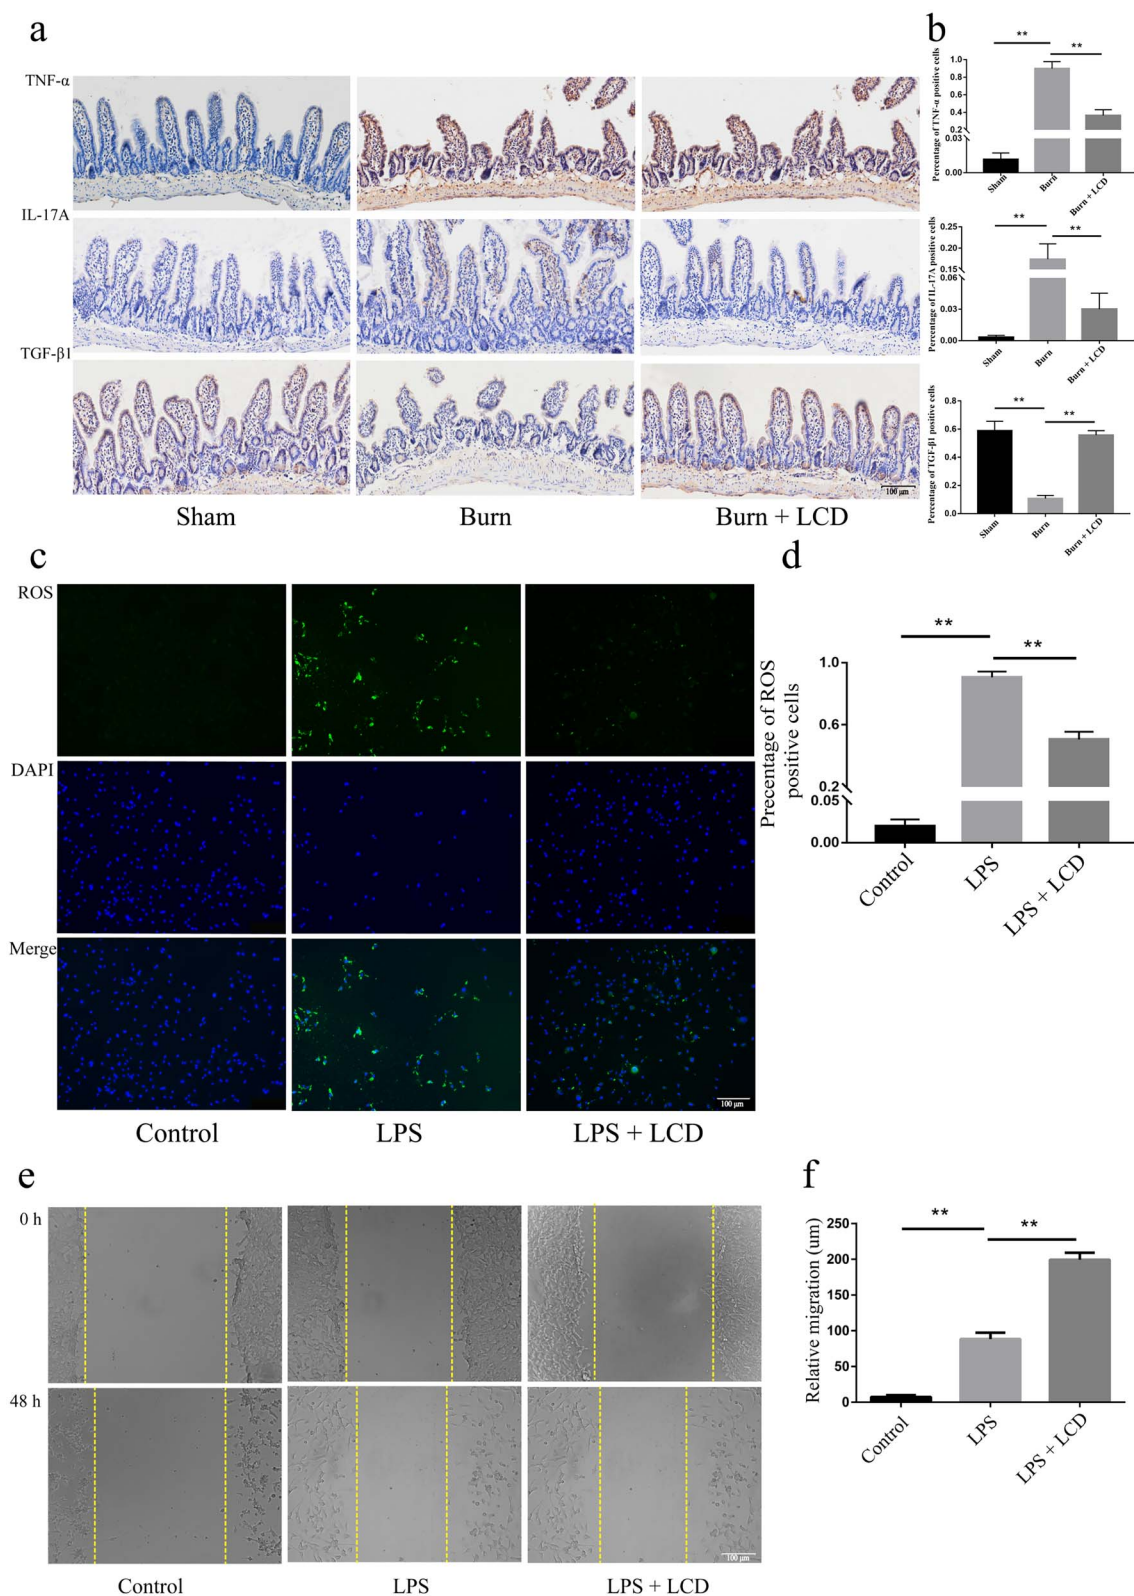 a
TNF-α
IL-17A
TGF-β1
Sham
Burn
Burn + LCD
100 μm
b
**
**
Percentage of TNF-α positive cells
1.0
0.8
0.6
0.4
0.2
0.03
0.00
Sham
Burn
Burn + LCD
**
**
Percentage of IL-17A positive cells
0.25
0.20
0.15
0.06
0.03
0.00
Sham
Burn
Burn + LCD
**
**
Percentage of TGF-β1 positive cells
0.8
0.6
0.4
0.2
0.0
Sham
Burn
Burn + LCD
c
ROS
DAPI
Merge
100 μm
Control
LPS
LPS + LCD
d
**
**
Precentage of ROS
positive cells
1.0
0.6
0.2
0.05
0.00
Control
LPS
LPS + LCD
e
0 h
48 h
100 μm
Control
LPS
LPS + LCD
f
**
**
Relative migration (um)
250
200
150
100
50
0
Control
LPS
LPS + LCD